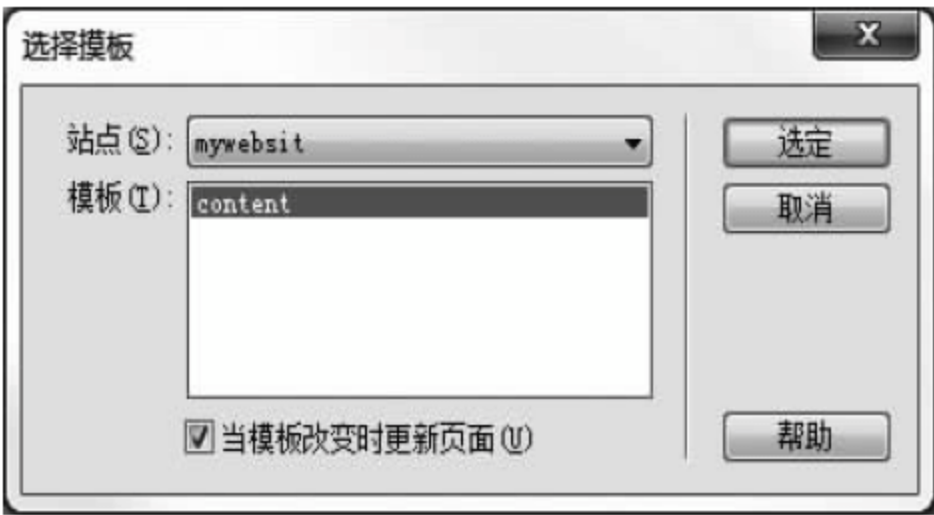 选择摸板
X
站点(S): mywebsit 选定
模板(T): content 取消
当模板改变时更新页面(U) 帮助